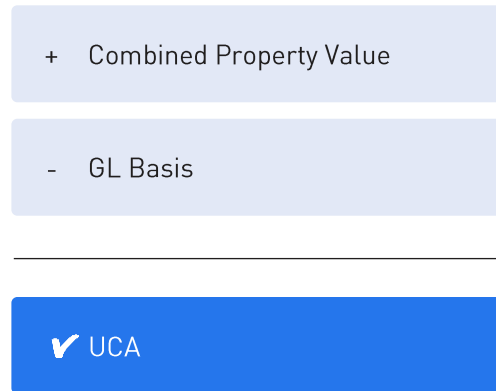 + Combined Property Value
- GL Basis
✔ UCA